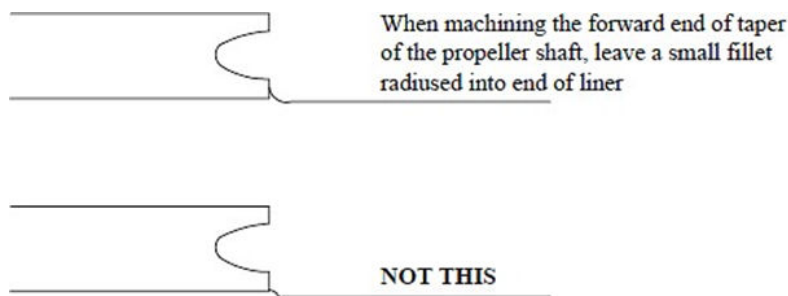 When machining the forward end of taper
of the propeller shaft, leave a small fillet
radiused into end of liner
NOT THIS